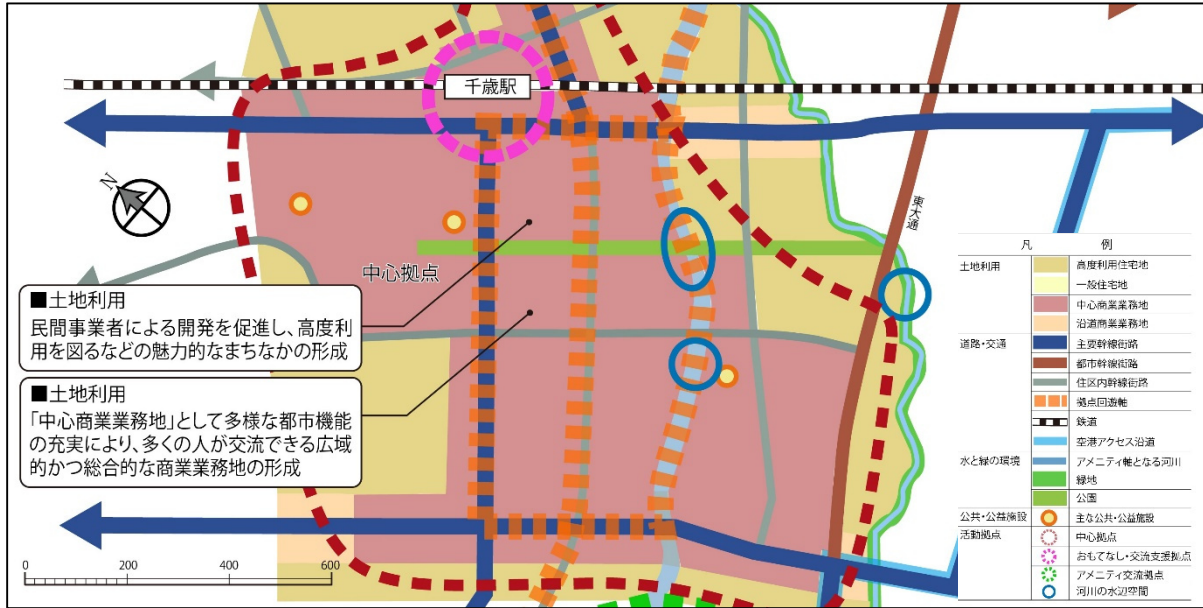 千歳駅
N
東大通
中心拠点
■土地利用
民間事業者による開発を促進し、高度利
用を図るなどの魅力的なまちなかの形成
■土地利用
「中心商業業務地」として多様な都市機能
の充実により、多くの人が交流できる広域
的かつ総合的な商業業務地の形成
0 200 400 600
凡 例
土地利用
高度利用住宅地
一般住宅地
中心商業業務地
沿道商業業務地
道路・交通
主要幹線街路
都市幹線街路
住区内幹線街路
拠点回遊軸
鉄道
空港アクセス沿道
水と緑の環境
アメニティ軸となる河川
緑地
公園
公共・公益施設
主な公共・公益施設
活動拠点
中心拠点
おもてなし・交流支援拠点
アメニティ交流拠点
河川の水辺空間